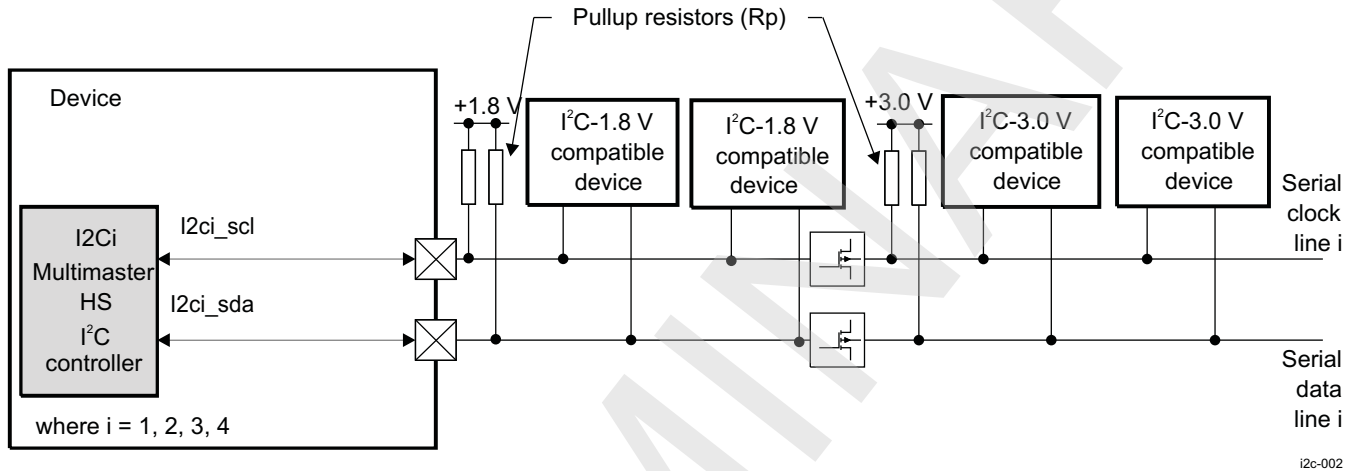 Pullup resistors (Rp)
Device
+1.8 V
I²C-1.8 V
compatible
device
I²C-1.8 V
compatible
device
+3.0 V
I²C-3.0 V
compatible
device
I²C-3.0 V
compatible
device
Serial
clock
line i
I2Ci
Multimaster
HS
I²C
controller
I2ci_scl
I2ci_sda
Serial
data
line i
where i = 1, 2, 3, 4
i2c-002